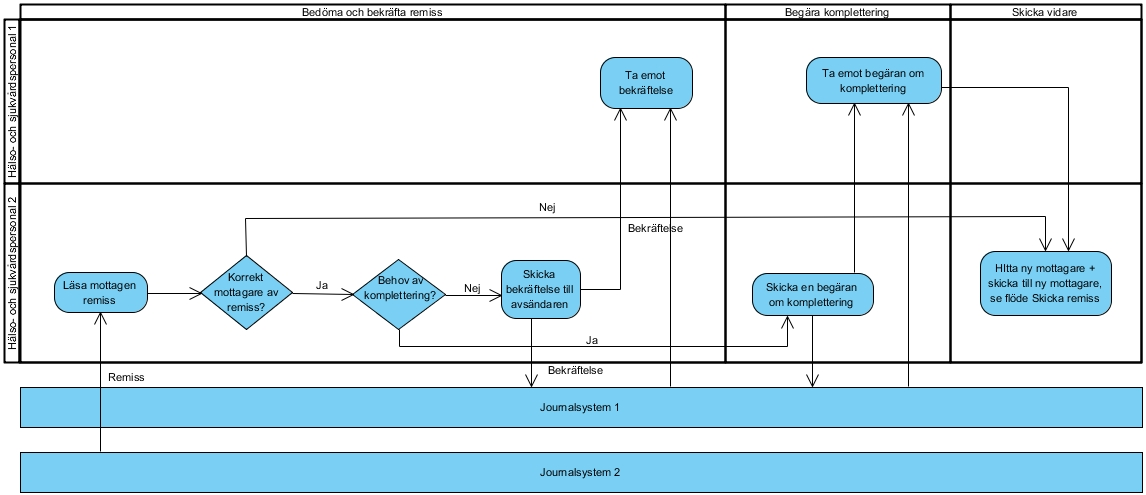 Bedöma och bekräfta remiss
Begära komplettering
Skicka vidare
Hälso- och sjukvårdspersonal 1
Ta emot
bekräftelse
Ta emot begäran om
komplettering
Hälso- och sjukvårdspersonal 2
Nej
Bekräftelse
Läsa mottagen
remiss
Korrekt
mottagare av
remiss?
Ja
Behov av
komplettering?
Nej
Skicka
bekräftelse till
avsändaren
Skicka en begäran
om komplettering
HItta ny mottagare +
skicka till ny mottagare,
se flöde Skicka remiss
Ja
Remiss
Bekräftelse
Journalsystem 1
Journalsystem 2